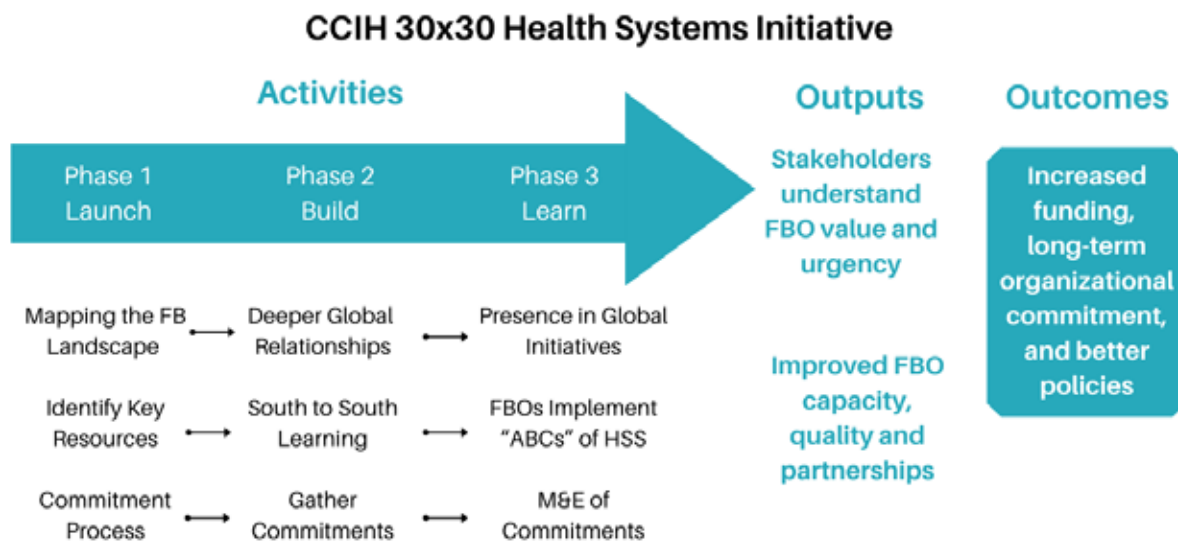 CCIH 30x30 Health Systems Initiative
Activities
Phase 1
Launch
Phase 2
Build
Phase 3
Learn
Mapping the FB
Landscape
Deeper Global
Relationships
Presence in Global
Initiatives
Identify Key
Resources
South to South
Learning
FBOs Implement
“ABCs” of HSS
Commitment
Process
Gather
Commitments
M&E of
Commitments
Outputs
Stakeholders
understand
FBO value and
urgency
Improved FBO
capacity,
quality and
partnerships
Outcomes
Increased
funding,
long-term
organizational
commitment,
and better
policies